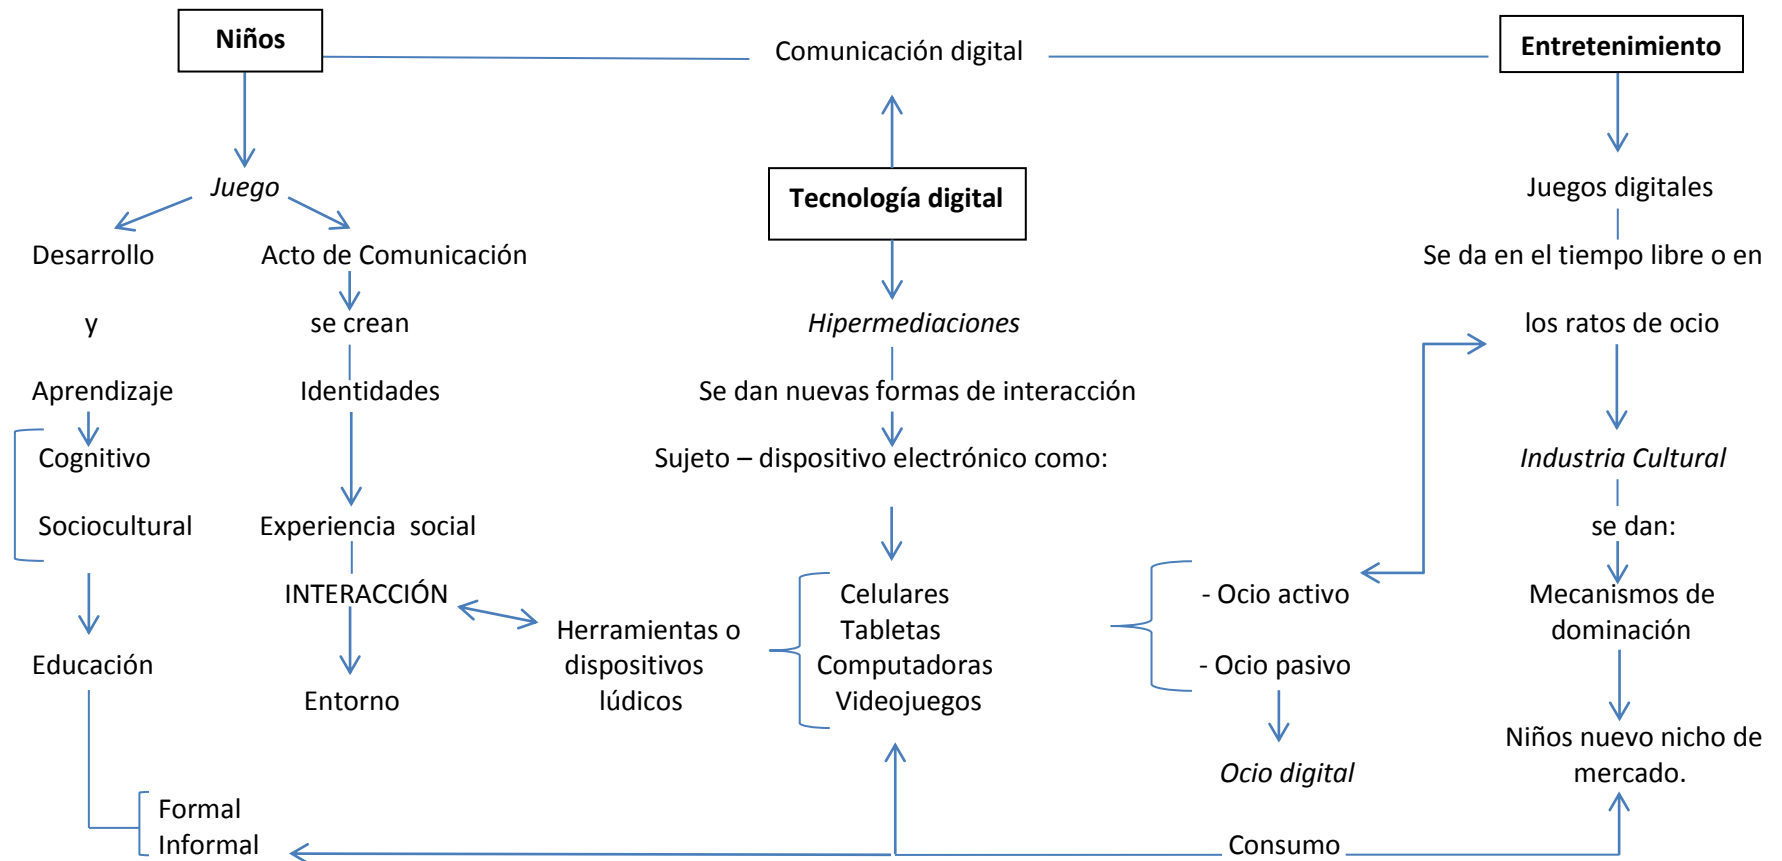 Niños
Comunicación digital
Entretenimiento
Juego
Tecnología digital
Juegos digitales
Desarrollo
Acto de Comunicación
Se da en el tiempo libre o en
y
se crean
Hipermediaciones
los ratos de ocio
Aprendizaje
Identidades
Se dan nuevas formas de interacción
Cognitivo
Sujeto – dispositivo electrónico como:
Industria Cultural
Sociocultural
Experiencia social
se dan:
INTERACCIÓN
Celulares
- Ocio activo
Mecanismos de
Herramientas o
Tabletas
dominación
Educación
dispositivos
Computadoras
- Ocio pasivo
Entorno
lúdicos
Videojuegos
Niños nuevo nicho de
Ocio digital
mercado.
Formal
Informal
Consumo